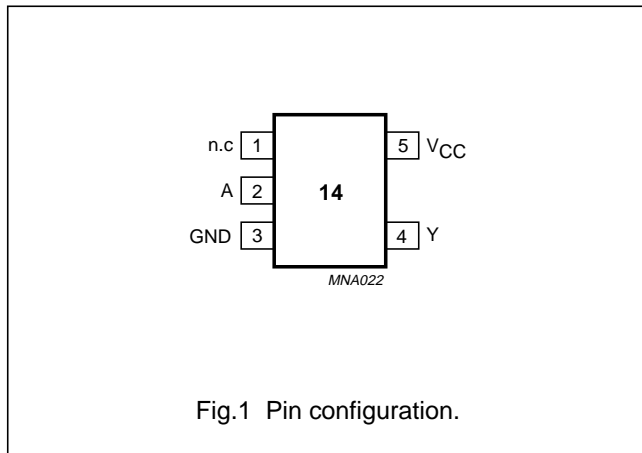 n.c 1 5 VCC
A 2 14
GND 3 4 Y
MNA022
Fig.1 Pin configuration.